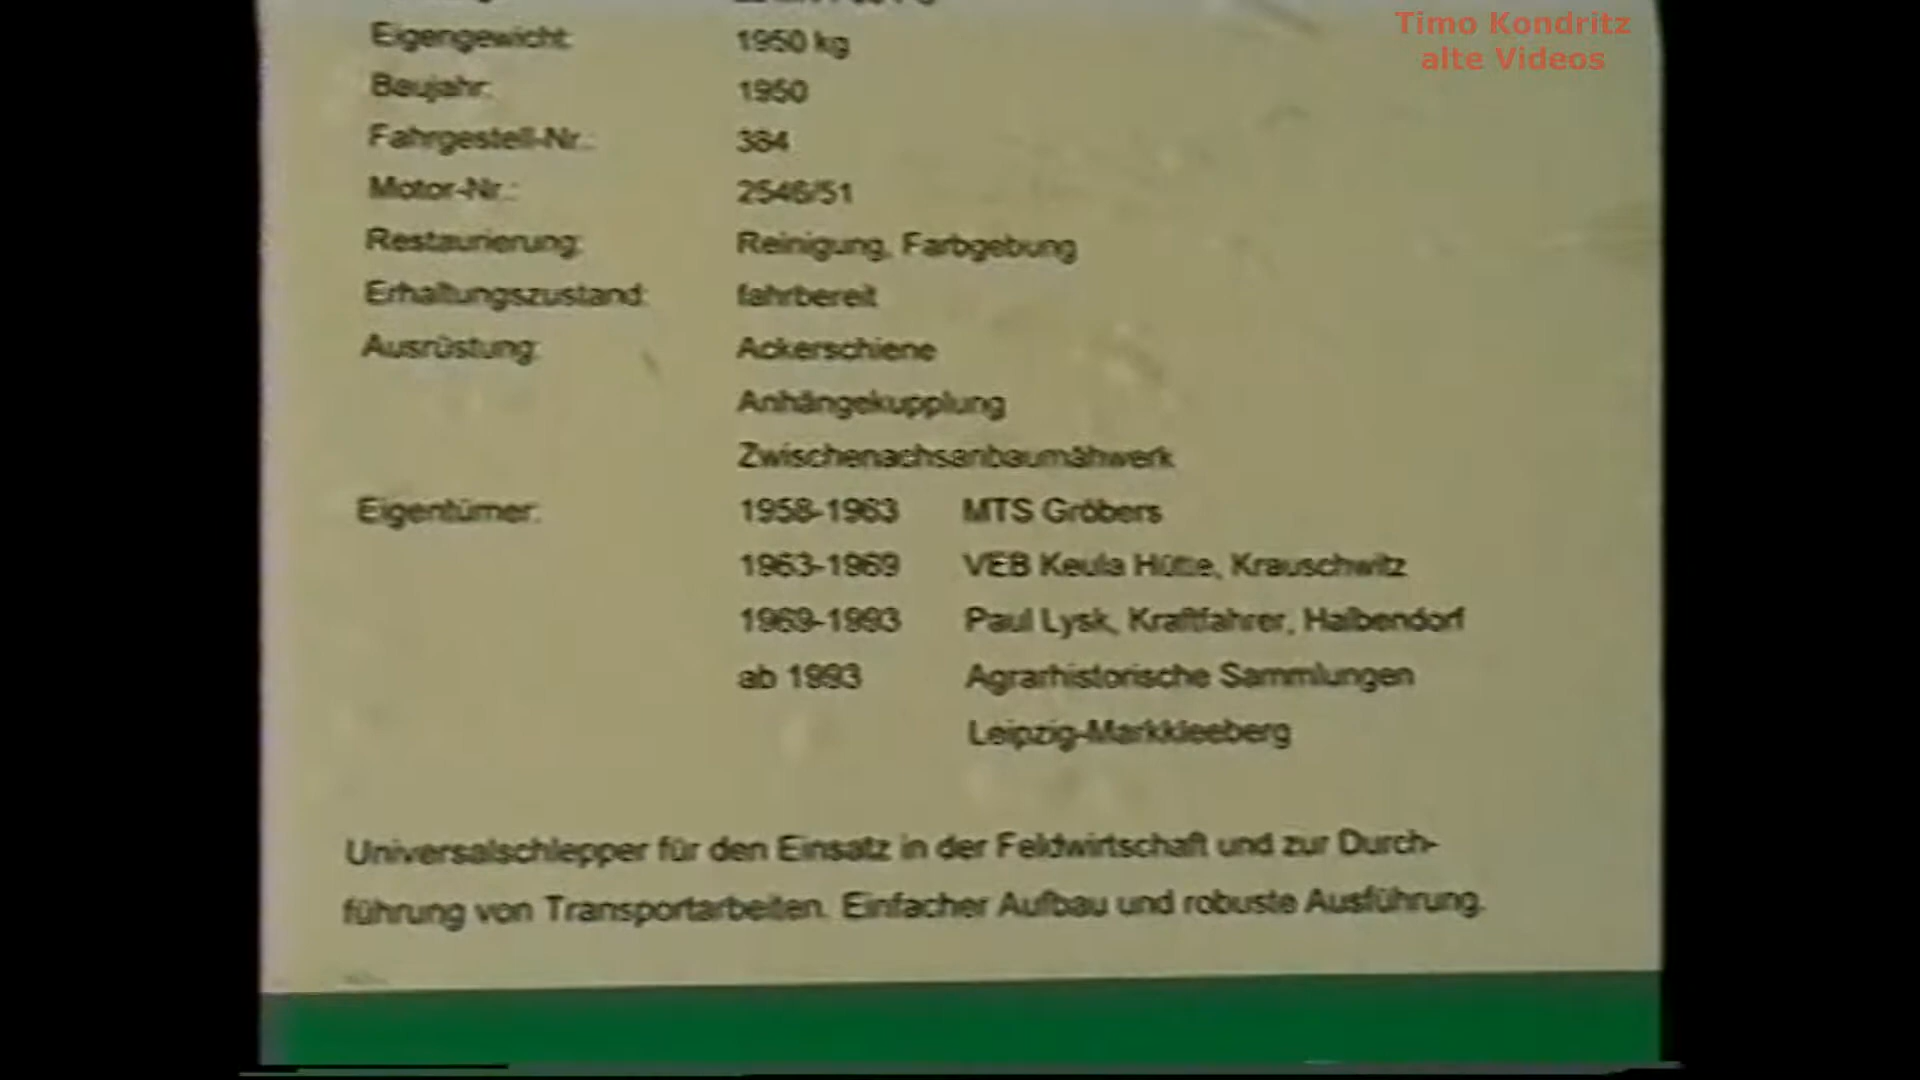 Timo Kondritz
alte Videos
Eigengewicht: 1950 kg
Baujahr: 1950
Fahrgestell-Nr.: 384
Motor-Nr.: 2546/51
Restaurierung: Reinigung, Farbgebung
Erhaltungszustand: fahrbereit
Ausrüstung: Ackerschiene
Anhängekupplung
Zwischenachsanbaumähwerk
Eigentümer: 1958-1963 MTS Gröbers
1963-1969 VEB Keula Hütte, Krauschwitz
1969-1993 Paul Lysk, Kraftfahrer, Halbendorf
ab 1993 Agrarhistorische Sammlungen
Leipzig-Markkleeberg
Universalschlepper für den Einsatz in der Feldwirtschaft und zur Durch-
führung von Transportarbeiten. Einfacher Aufbau und robuste Ausführung.